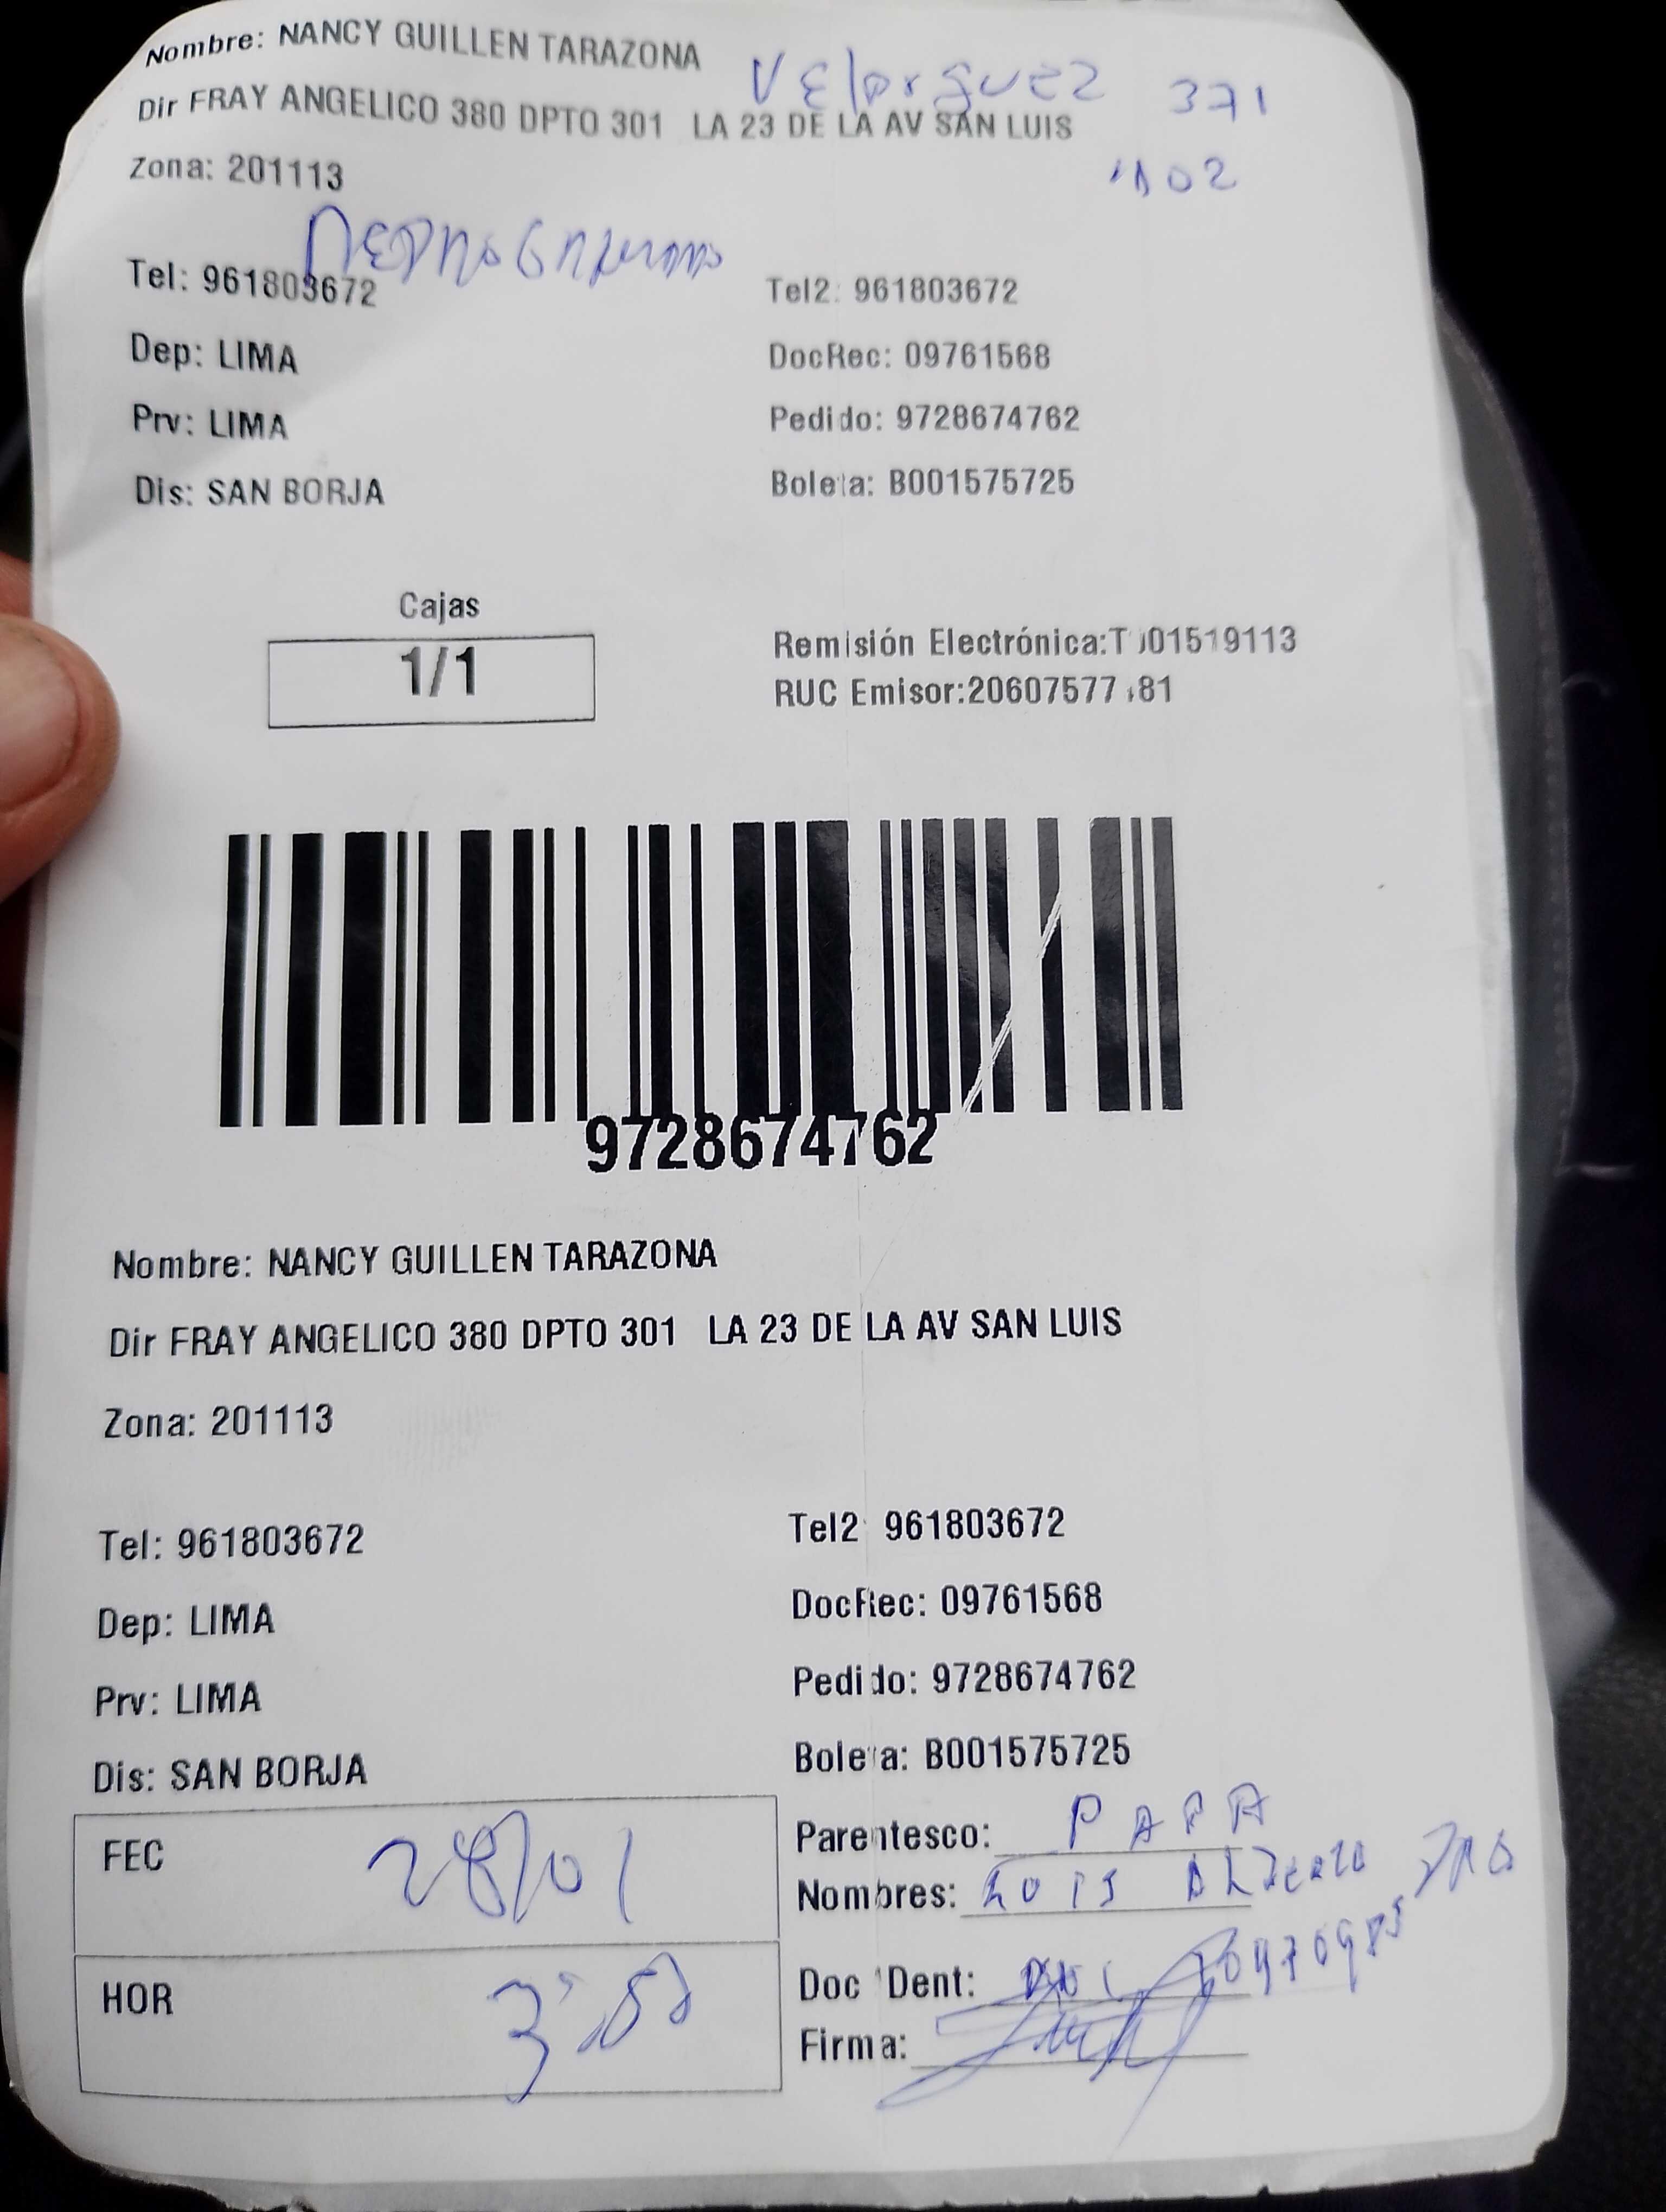 Nombre: NANCY GUILLEN TARAZONA
Velarguez 371
Dir FRAY ANGELICO 380 DPTO 301 LA 23 DE LA AV SAN LUIS
Zona: 201113
Tel: 961803672
Tel2: 961803672
Dep: LIMA
DocRec: 09761568
Prv: LIMA
Pedido: 9728674762
Dis: SAN BORJA
Boleta: B001575725
Cajas
1/1
Remisión Electrónica:T001519113
RUC Emisor:20607577 81
9728674762
Nombre: NANCY GUILLEN TARAZONA
Dir FRAY ANGELICO 380 DPTO 301 LA 23 DE LA AV SAN LUIS
Zona: 201113
Tel: 961803672
Tel2 961803672
Dep: LIMA
DocRec: 09761568
Prv: LIMA
Pedido: 9728674762
Dis: SAN BORJA
Boleta: B001575725
FEC 28/01
Parentesco: PAPA
Nombres: LUIS
HOR
Doc Dent:
Firma: